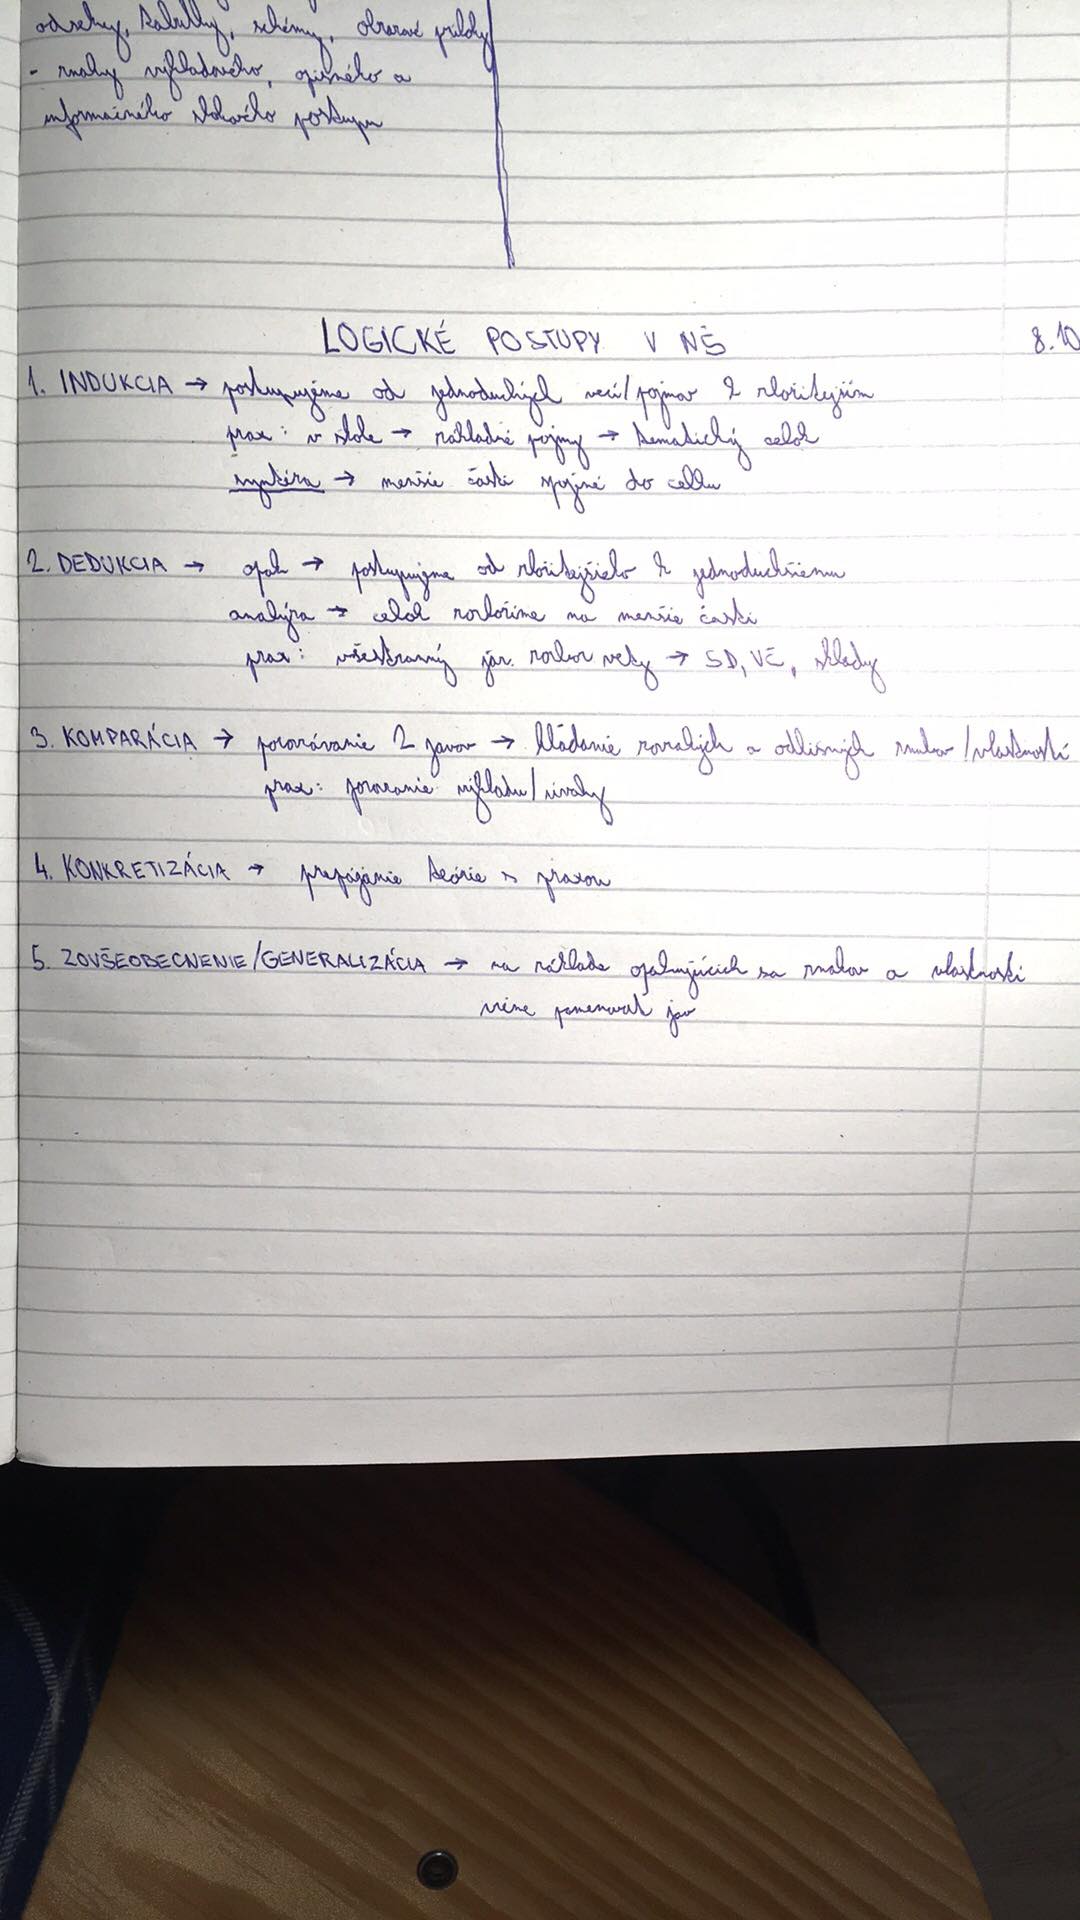 odseky, tabuľky, schémy, obrazové prílohy
- znaky výkladového, opisného a
informačného slohového postupu
LOGICKÉ POSTUPY V NŠ 8.10
1. INDUKCIA → postupujeme od jednoduchých vecí/pojmov k zložitejším
prax: v škole → základné pojmy → tematický celok
syntéza → menšie časti spojíme do celku
2. DEDUKCIA → opak → postupujeme od zložitejšieho k jednoduchšiemu
analýza → celok rozložíme na menšie časti
prax: všestranný jaz. rozbor vety → SD, VČ, sklady
3. KOMPARÁCIA → porovnávanie 2 javov → hľadanie rovnakých a odlišných znakov/vlastností
prax: porovnanie výkladu/úvahy
4. KONKRETIZÁCIA → prepájanie teórie s praxou
5. ZOVŠEOBECNENIE/GENERALIZÁCIA → na základe opakujúcich sa znakov a vlastností
vieme pomenovať jav